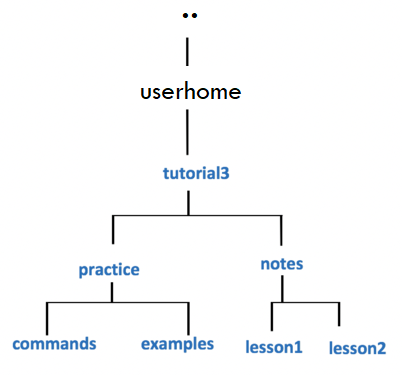 ..
userhome
tutorial3
practice
notes
commands
examples
lesson1
lesson2